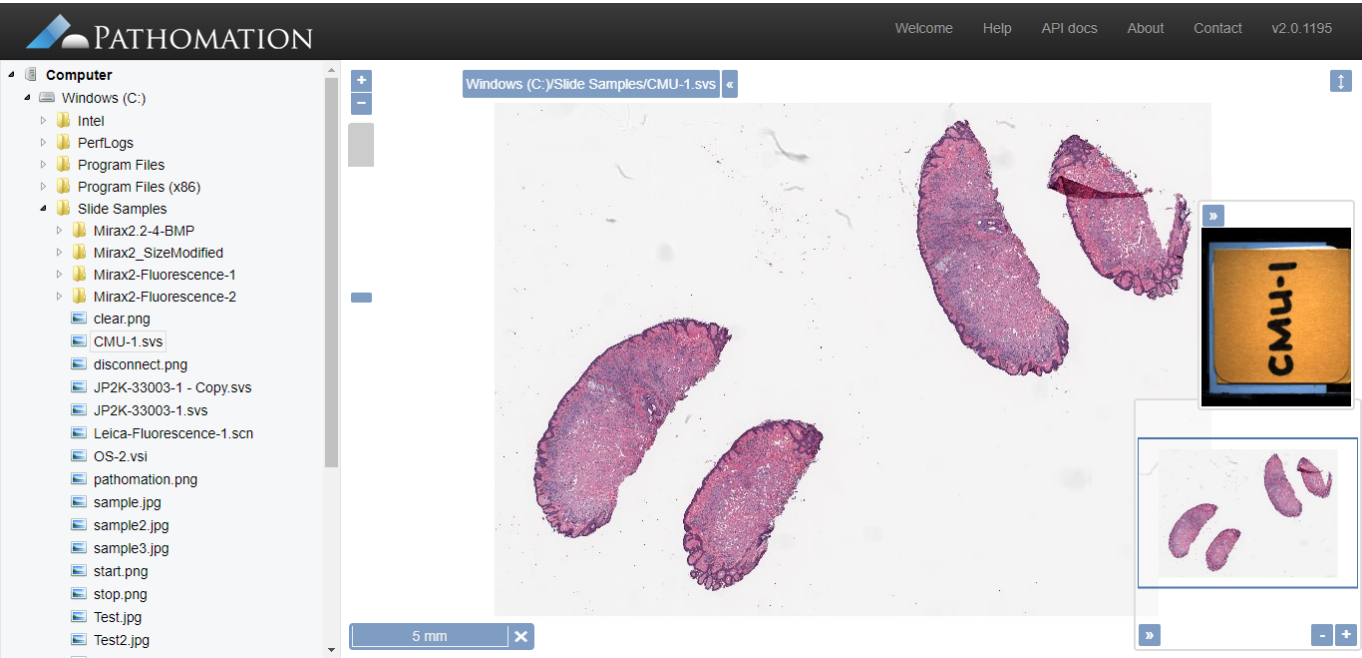 PATHOMATION
Welcome Help API docs About Contact v2.0.1195
Computer
Windows (C:)
Intel
PerfLogs
Program Files
Program Files (x86)
Slide Samples
Mirax2.2-4-BMP
Mirax2_SizeModified
Mirax2-Fluorescence-1
Mirax2-Fluorescence-2
clear.png
CMU-1.svs
disconnect.png
JP2K-33003-1 - Copy.svs
JP2K-33003-1.svs
Leica-Fluorescence-1.scn
OS-2.vsi
pathomation.png
sample.jpg
sample2.jpg
sample3.jpg
start.png
stop.png
Test.jpg
Test2.jpg
+
−
Windows (C:)/Slide Samples/CMU-1.svs «
»
CMU-1
5 mm ✕
» - +